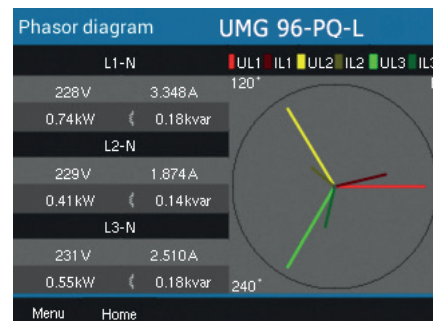 Phasor diagram UMG 96-PQ-L
L1-N UL1 IL1 UL2 IL2 UL3 IL3
228V 3.348A 120°
0.74kW 0.18kvar
L2-N
229V 1.874A
0.41kW 0.14kvar
L3-N
231V 2.510A
0.55kW 0.18kvar 240°
Menu Home